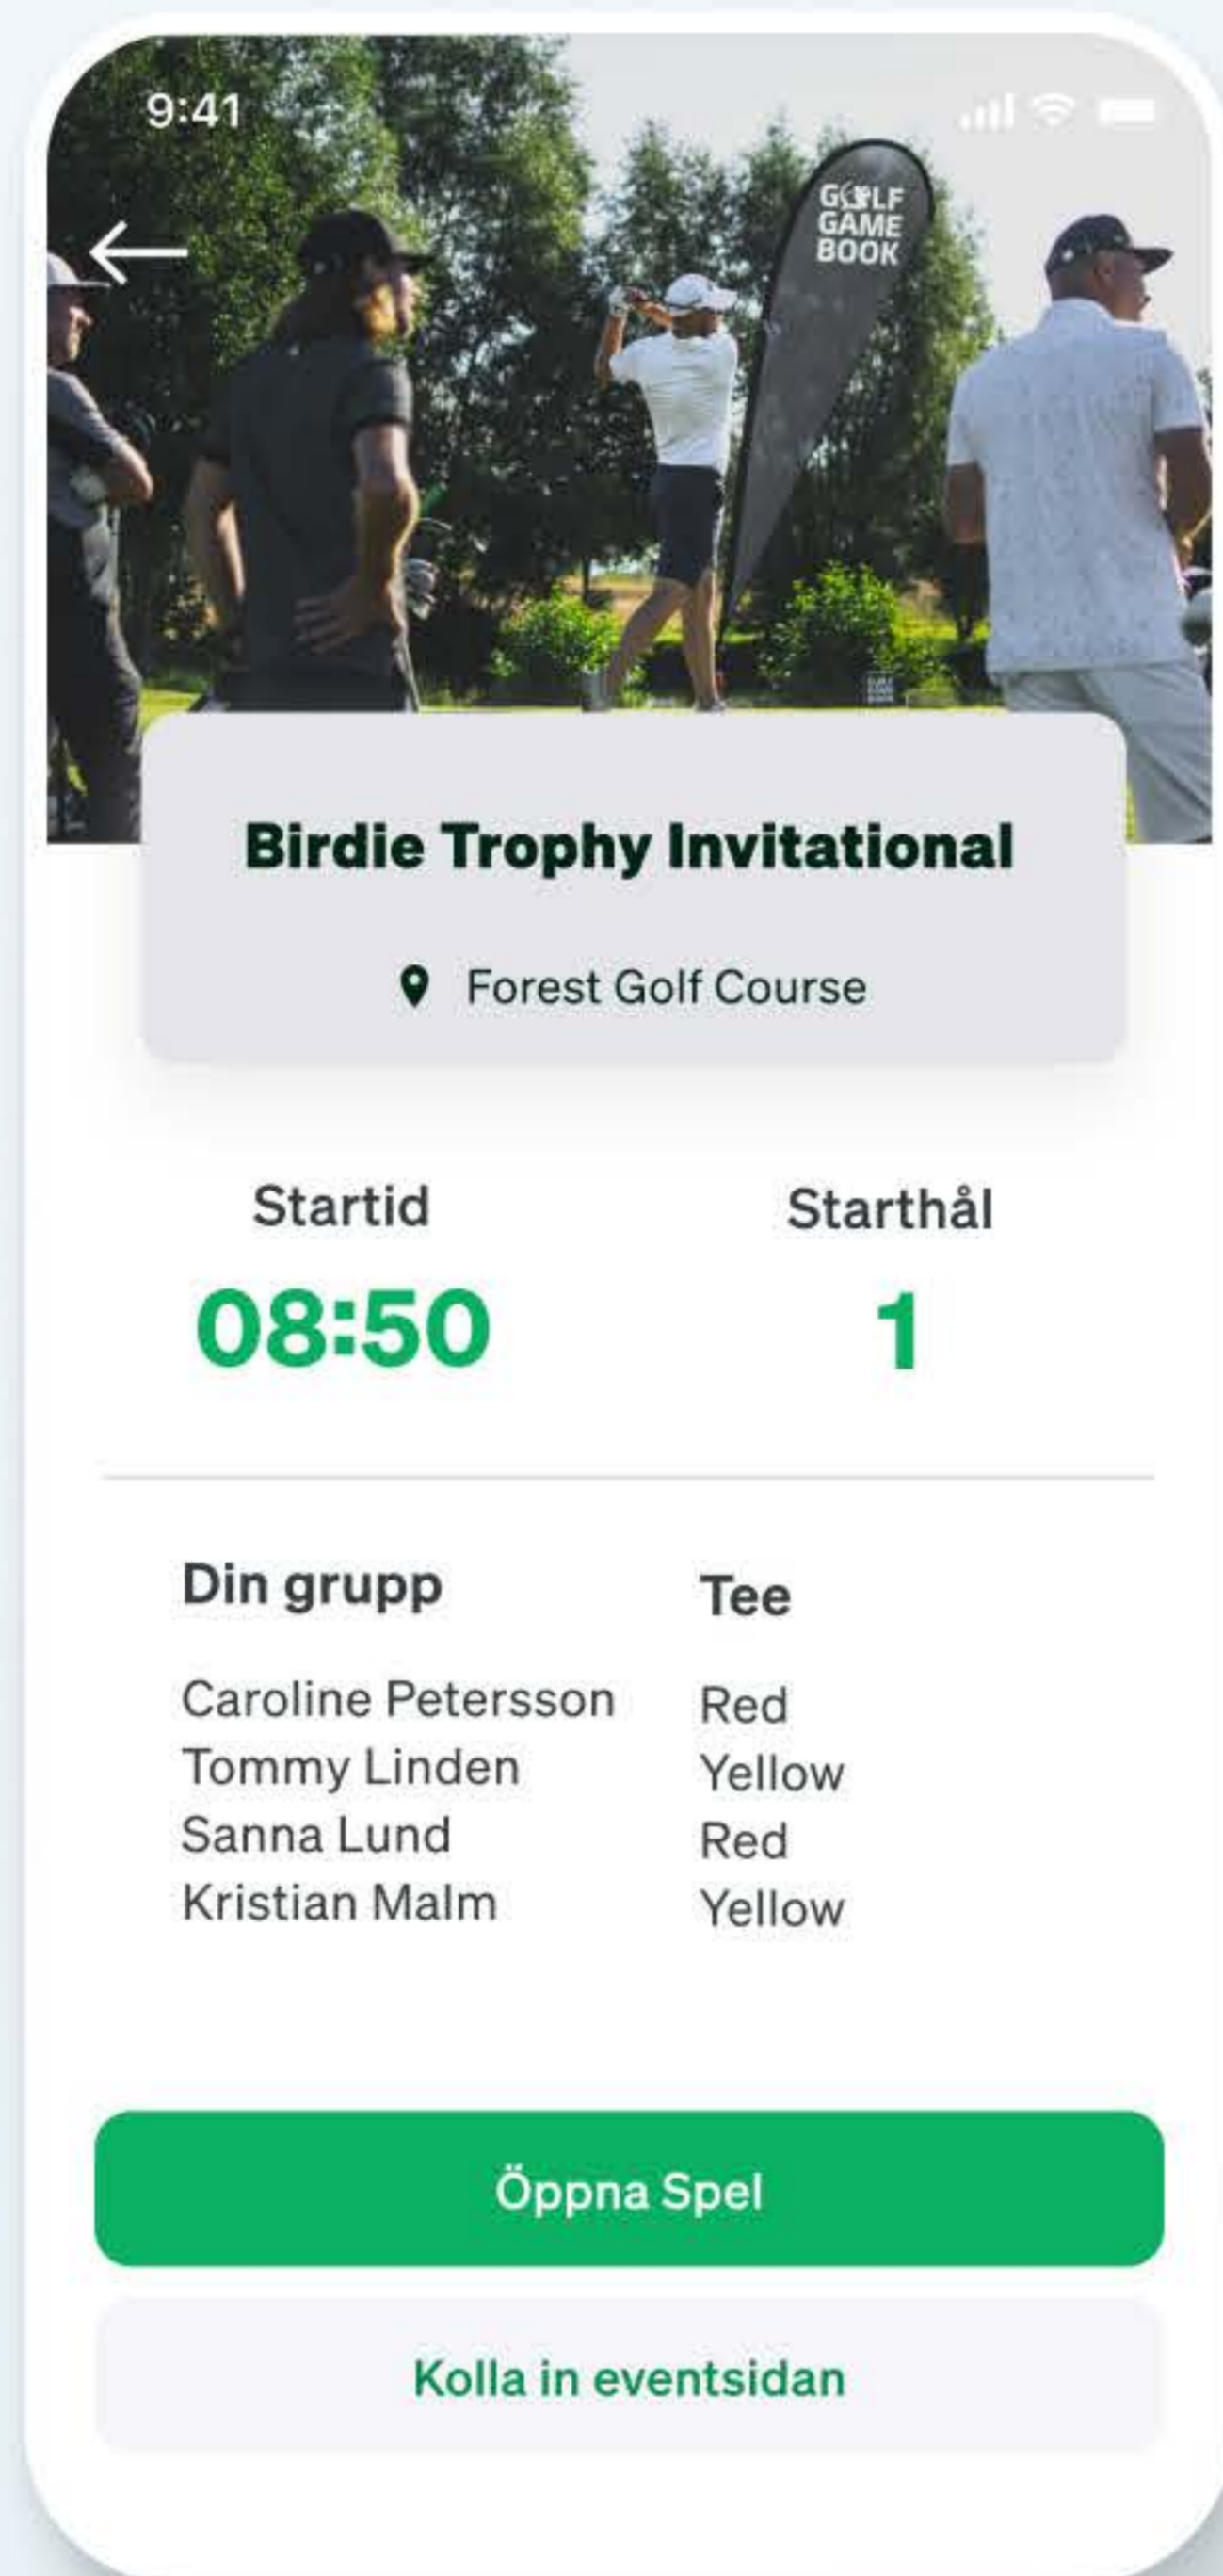 9:41
GOLF
GAME
BOOK
Birdie Trophy Invitational
Forest Golf Course
Startid
Starthål
08:50
1
Din grupp
Tee
Caroline Petersson
Red
Tommy Linden
Yellow
Sanna Lund
Red
Kristian Malm
Yellow
Öppna Spel
Kolla in eventsidan